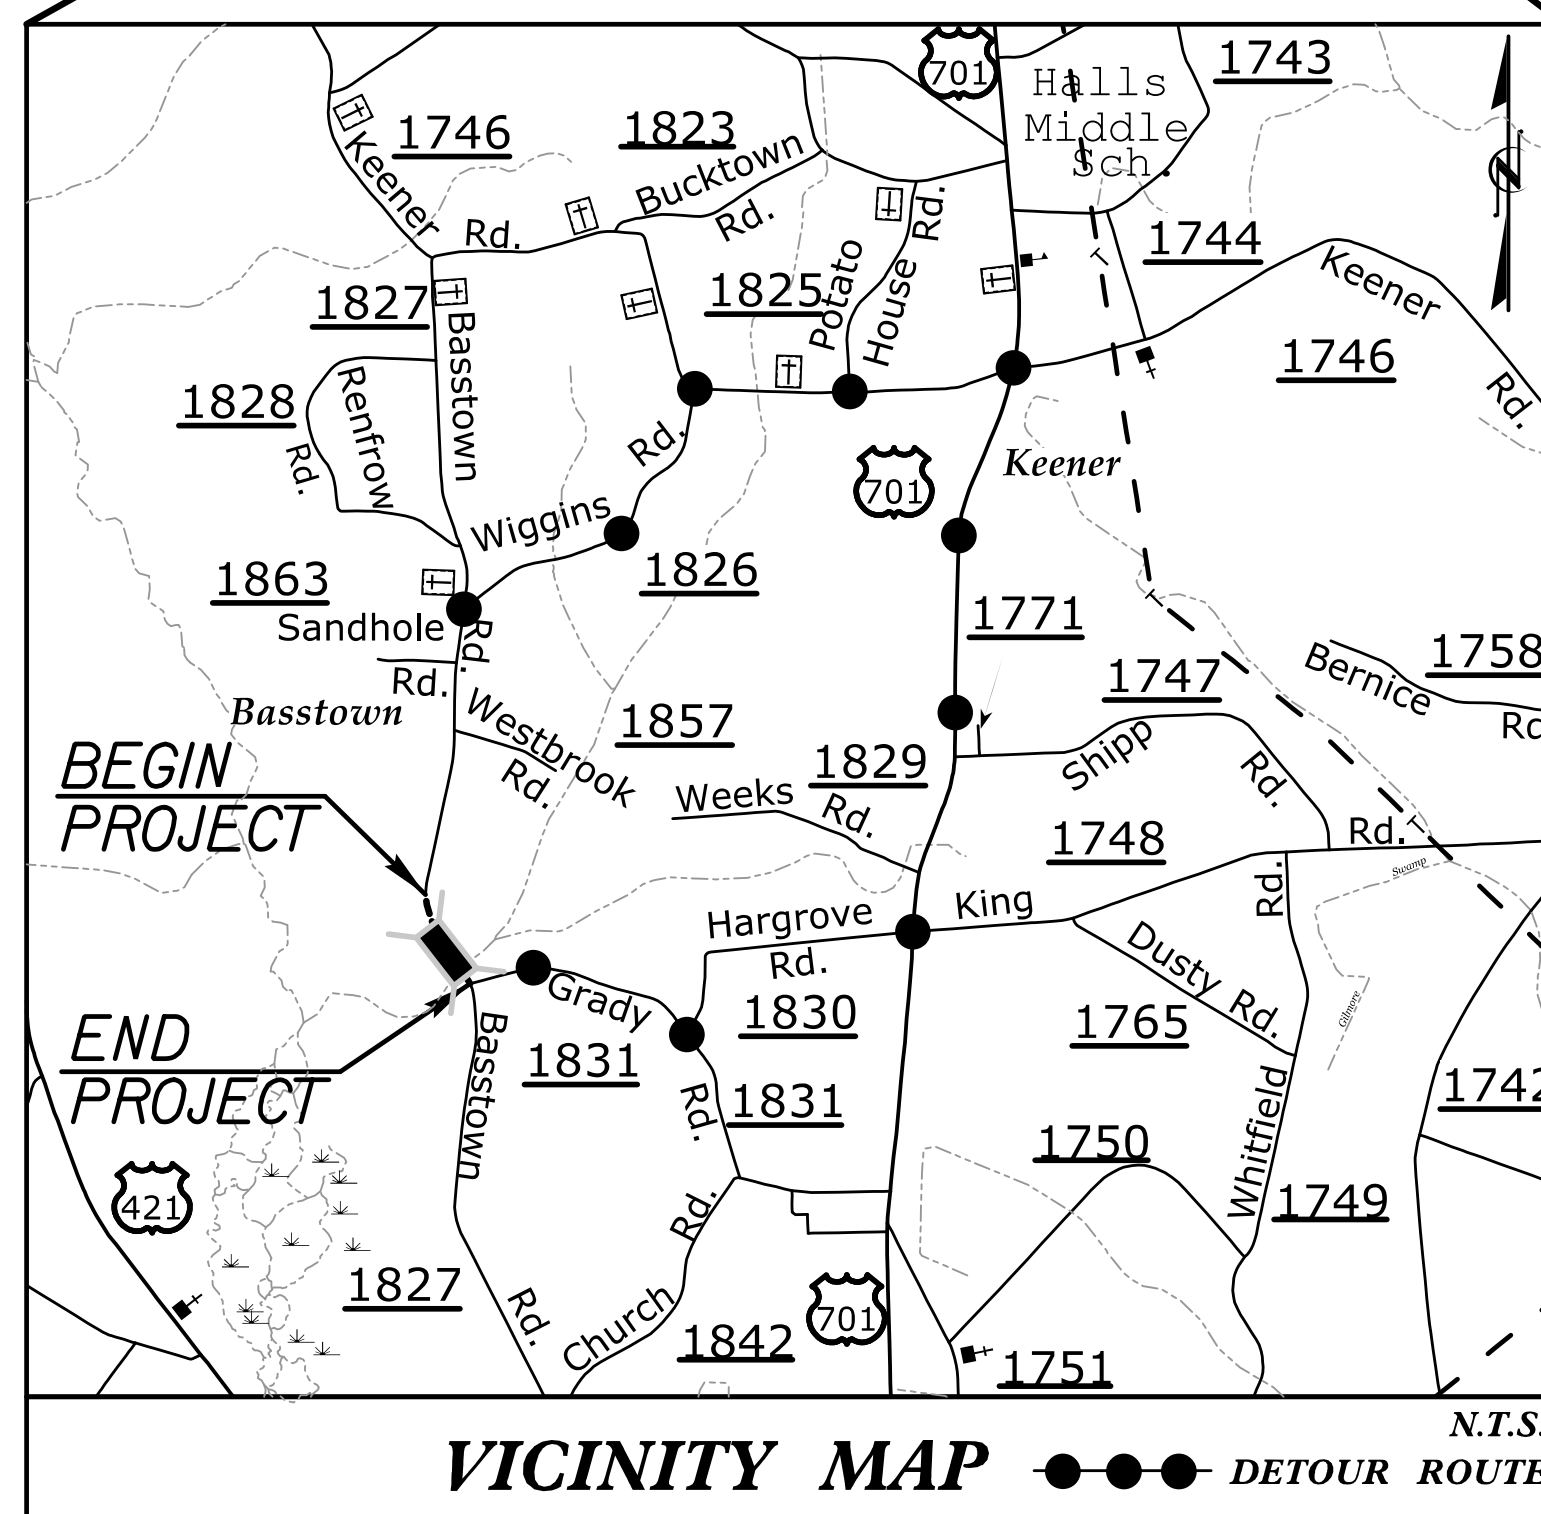 701
1743
Halls
Middle
Sch.
1746
1823
Keener
Bucktown
Rd.
Rd.
Rd.
1744
Keener
1827
1825
Potato
House
Basstown
1746
1828
Renfrow
Rd.
Rd.
Rd.
701
Keener
Wiggins
1863
1826
Sandhole
Rd.
1771
Rd.
1747
1758
Bernice
Basstown
Westbrook
1857
Rd.
Shipp
BEGIN
PROJECT
1829
Rd.
Weeks
Rd.
1748
Rd.
Swamp
Hargrove
King
Rd.
Rd.
Dusty
Rd.
Grady
1830
1765
Gilmore
END
PROJECT
Basstown
1831
Rd.
1831
1742
1750
Whitfield
421
Rd.
1749
1827
Rd.
Church
1842
701
1751
N.T.S.
VICINITY MAP
DETOUR ROUTE